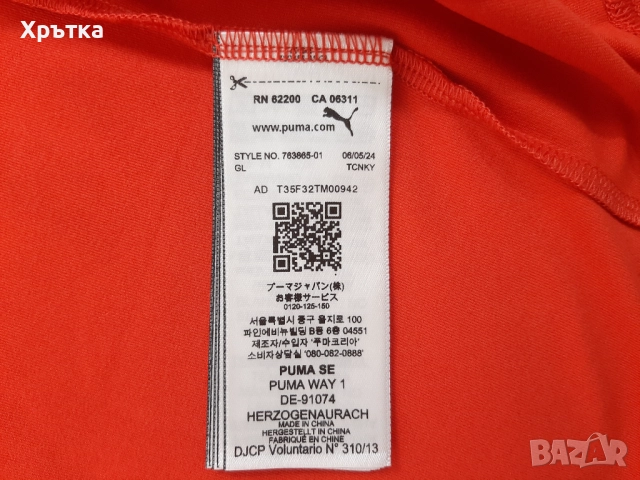 Хрътка
RN 62200 CA 06311
www.puma.com
STYLE NO. 763865-01 06/05/24
GL TCNKY
AD T35F32TM00942
プーマジャパン(株)
お客様サービス
0120-125-150
서울특별시 중구 을지로 100
파인에비뉴빌딩 B동 6층 04551
제조자/수입자 '푸마코리아'
소비자상담실 '080-082-0888'
PUMA SE
PUMA WAY 1
DE-91074
HERZOGENAURACH
MADE IN CHINA
HERGESTELLT IN CHINA
FABRIQUÉ EN CHINE
DJCP Voluntario N° 310/13
BAZAR